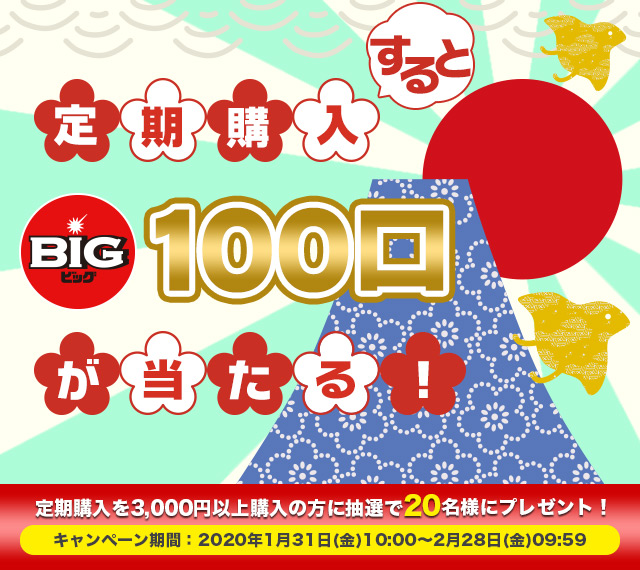 定期購入
すると
BIG
ビッグ
100口
が当たる！
定期購入を3,000円以上購入の方に抽選で20名様にプレゼント！
キャンペーン期間：2020年1月31日(金)10:00〜2月28日(金)09:59